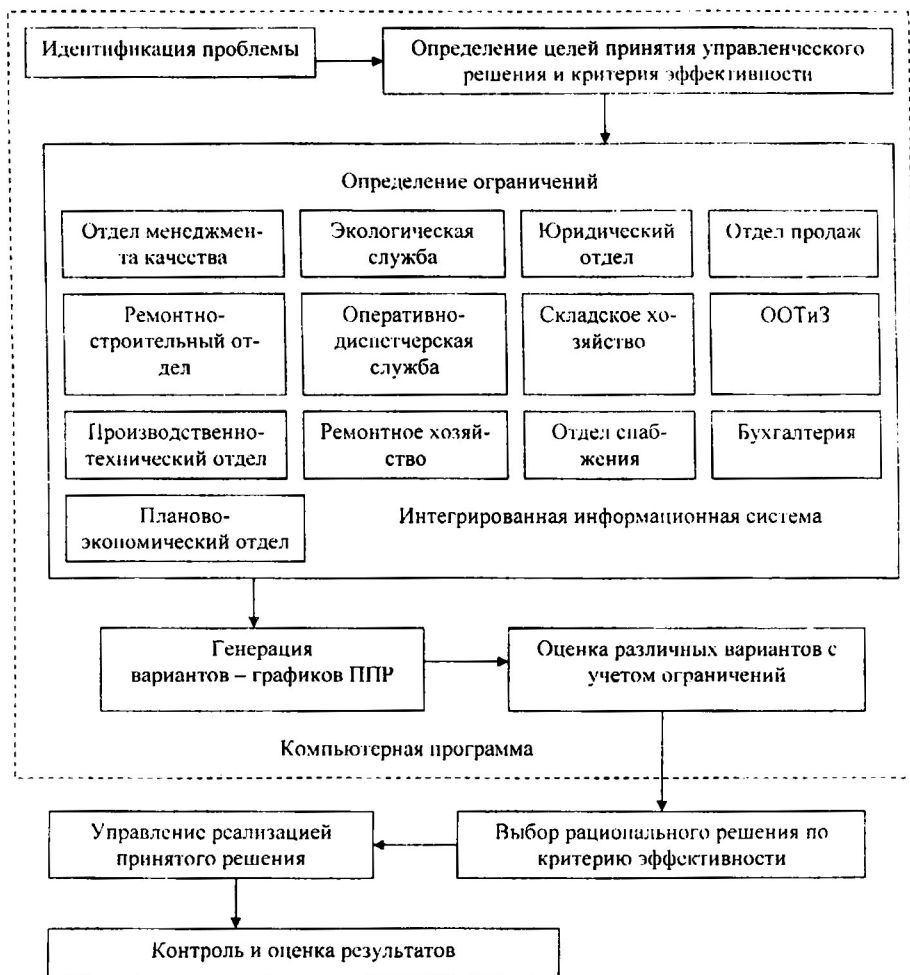 Идентификация проблемы
Определение целей принятия управленческого
решения и критерия эффективности
Определение ограничений
Отдел менеджмен-
та качества
Экологическая
служба
Юридический
отдел
Отдел продаж
Ремонтно-
строительный от-
дел
Оперативно-
диспетчерская
служба
Складское хо-
зяйство
ООТиЗ
Производственно-
технический отдел
Ремонтное хозяй-
ство
Отдел снаб-
жения
Бухгалтерия
Планово-
экономический отдел
Интегрированная информационная система
Генерация
вариантов – графиков ППР
Оценка различных вариантов с
учетом ограничений
Компьютерная программа
Управление реализацией
принятого решения
Выбор рационального решения по
критерию эффективности
Контроль и оценка результатов